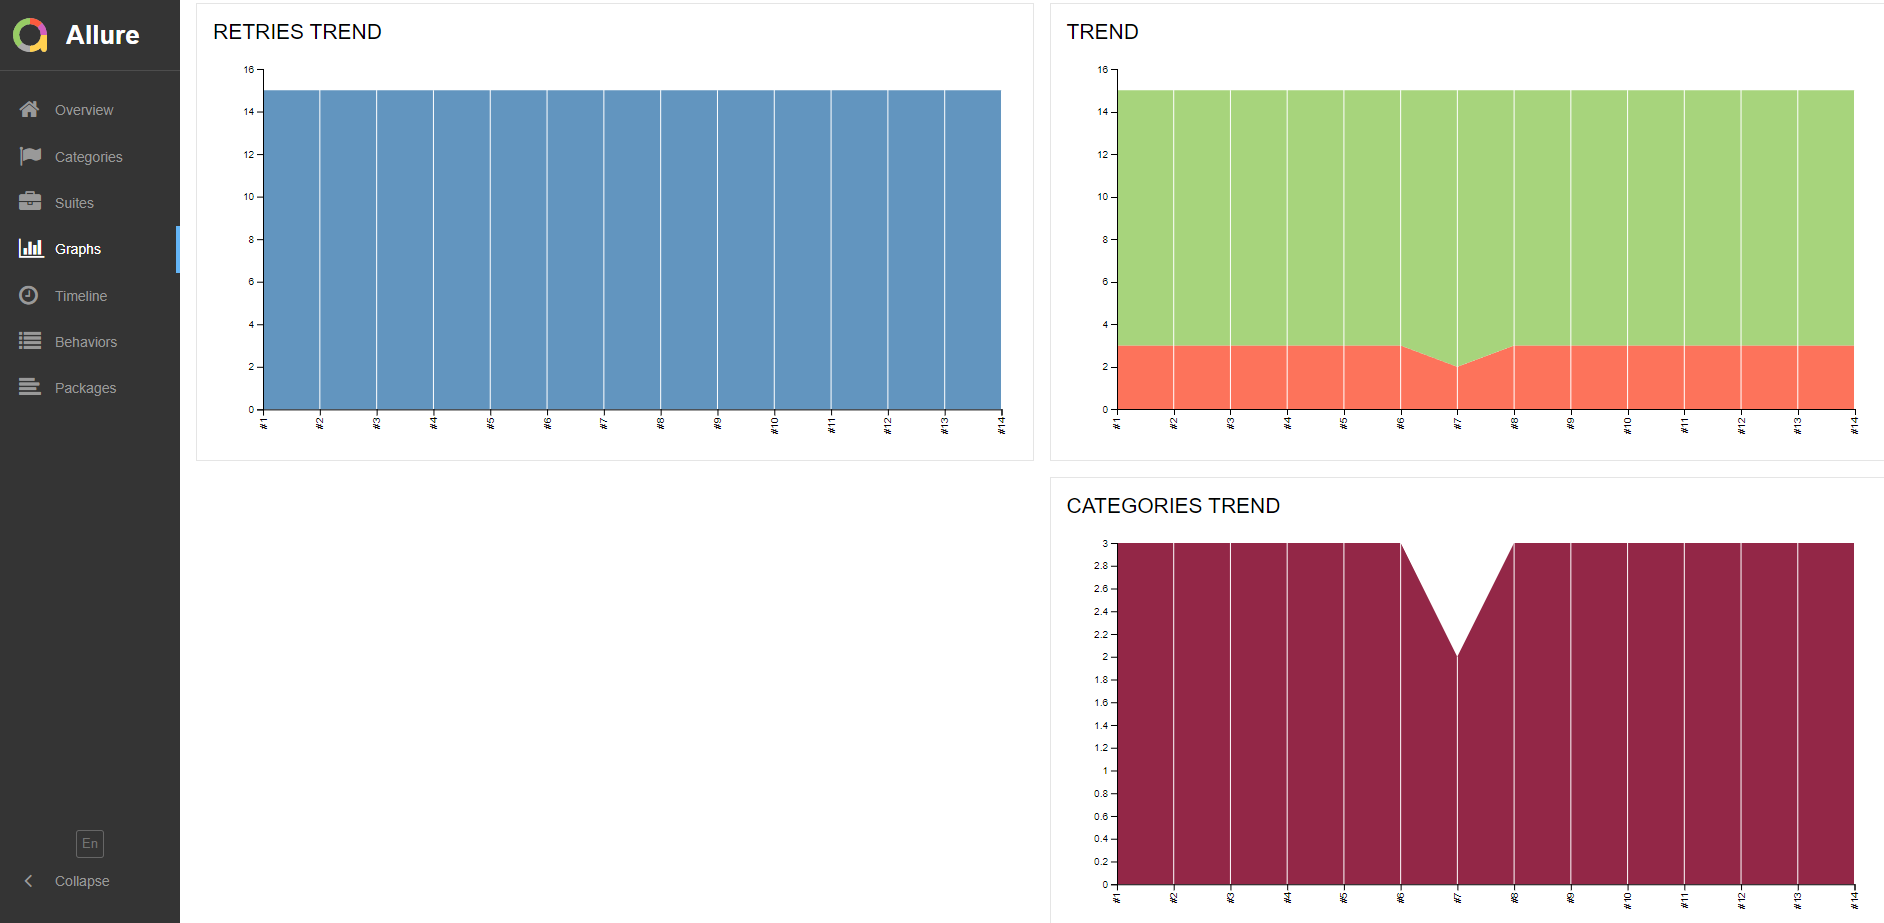 Allure
Overview
Categories
Suites
Graphs
Timeline
Behaviors
Packages
En
Collapse
RETRIES TREND
16
14
12
10
8
6
4
2
0
#1 #2 #3 #4 #5 #6 #7 #8 #9 #10 #11 #12 #13 #14
TREND
16
14
12
10
8
6
4
2
0
#1 #2 #3 #4 #5 #6 #7 #8 #9 #10 #11 #12 #13 #14
CATEGORIES TREND
3
2.8
2.6
2.4
2.2
2
1.8
1.6
1.4
1.2
1
0.8
0.6
0.4
0.2
0
#1 #2 #3 #4 #5 #6 #7 #8 #9 #10 #11 #12 #13 #14